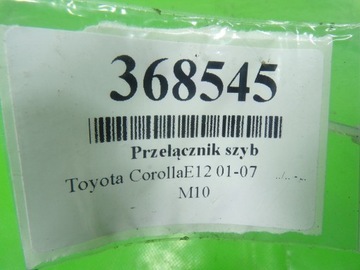 368545
Przełącznik szyb
Toyota CorollaE12 01-07
M10